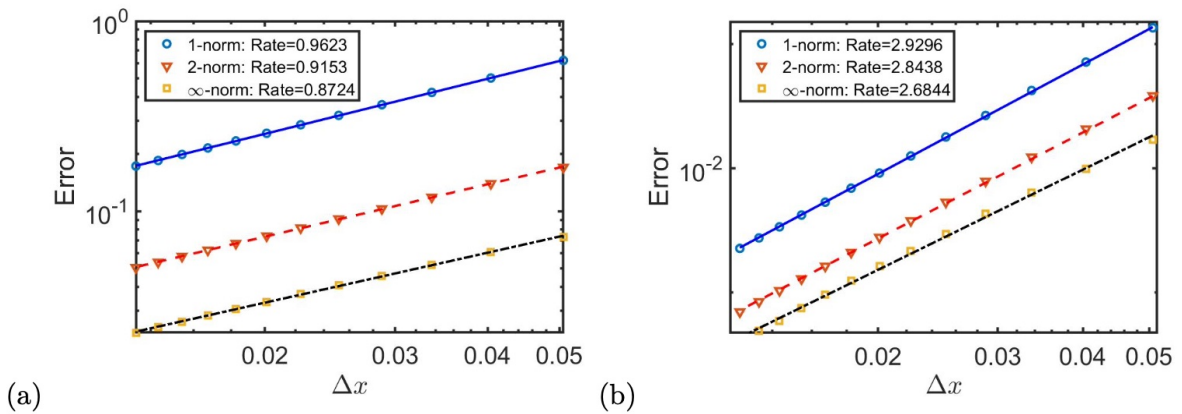 10^0
1-norm: Rate=0.9623
2-norm: Rate=0.9153
∞-norm: Rate=0.8724
Error
10^-1
0.02 0.03 0.04 0.05
Δx
(a)
1-norm: Rate=2.9296
2-norm: Rate=2.8438
∞-norm: Rate=2.6844
Error
10^-2
0.02 0.03 0.04 0.05
Δx
(b)